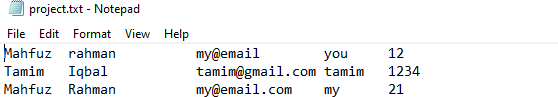 project.txt - Notepad
File Edit Format View Help
Mahfuz rahman my@email you 12
Tamim Iqbal tamim@gmail.com tamim 1234
Mahfuz Rahman my@email.com my 21